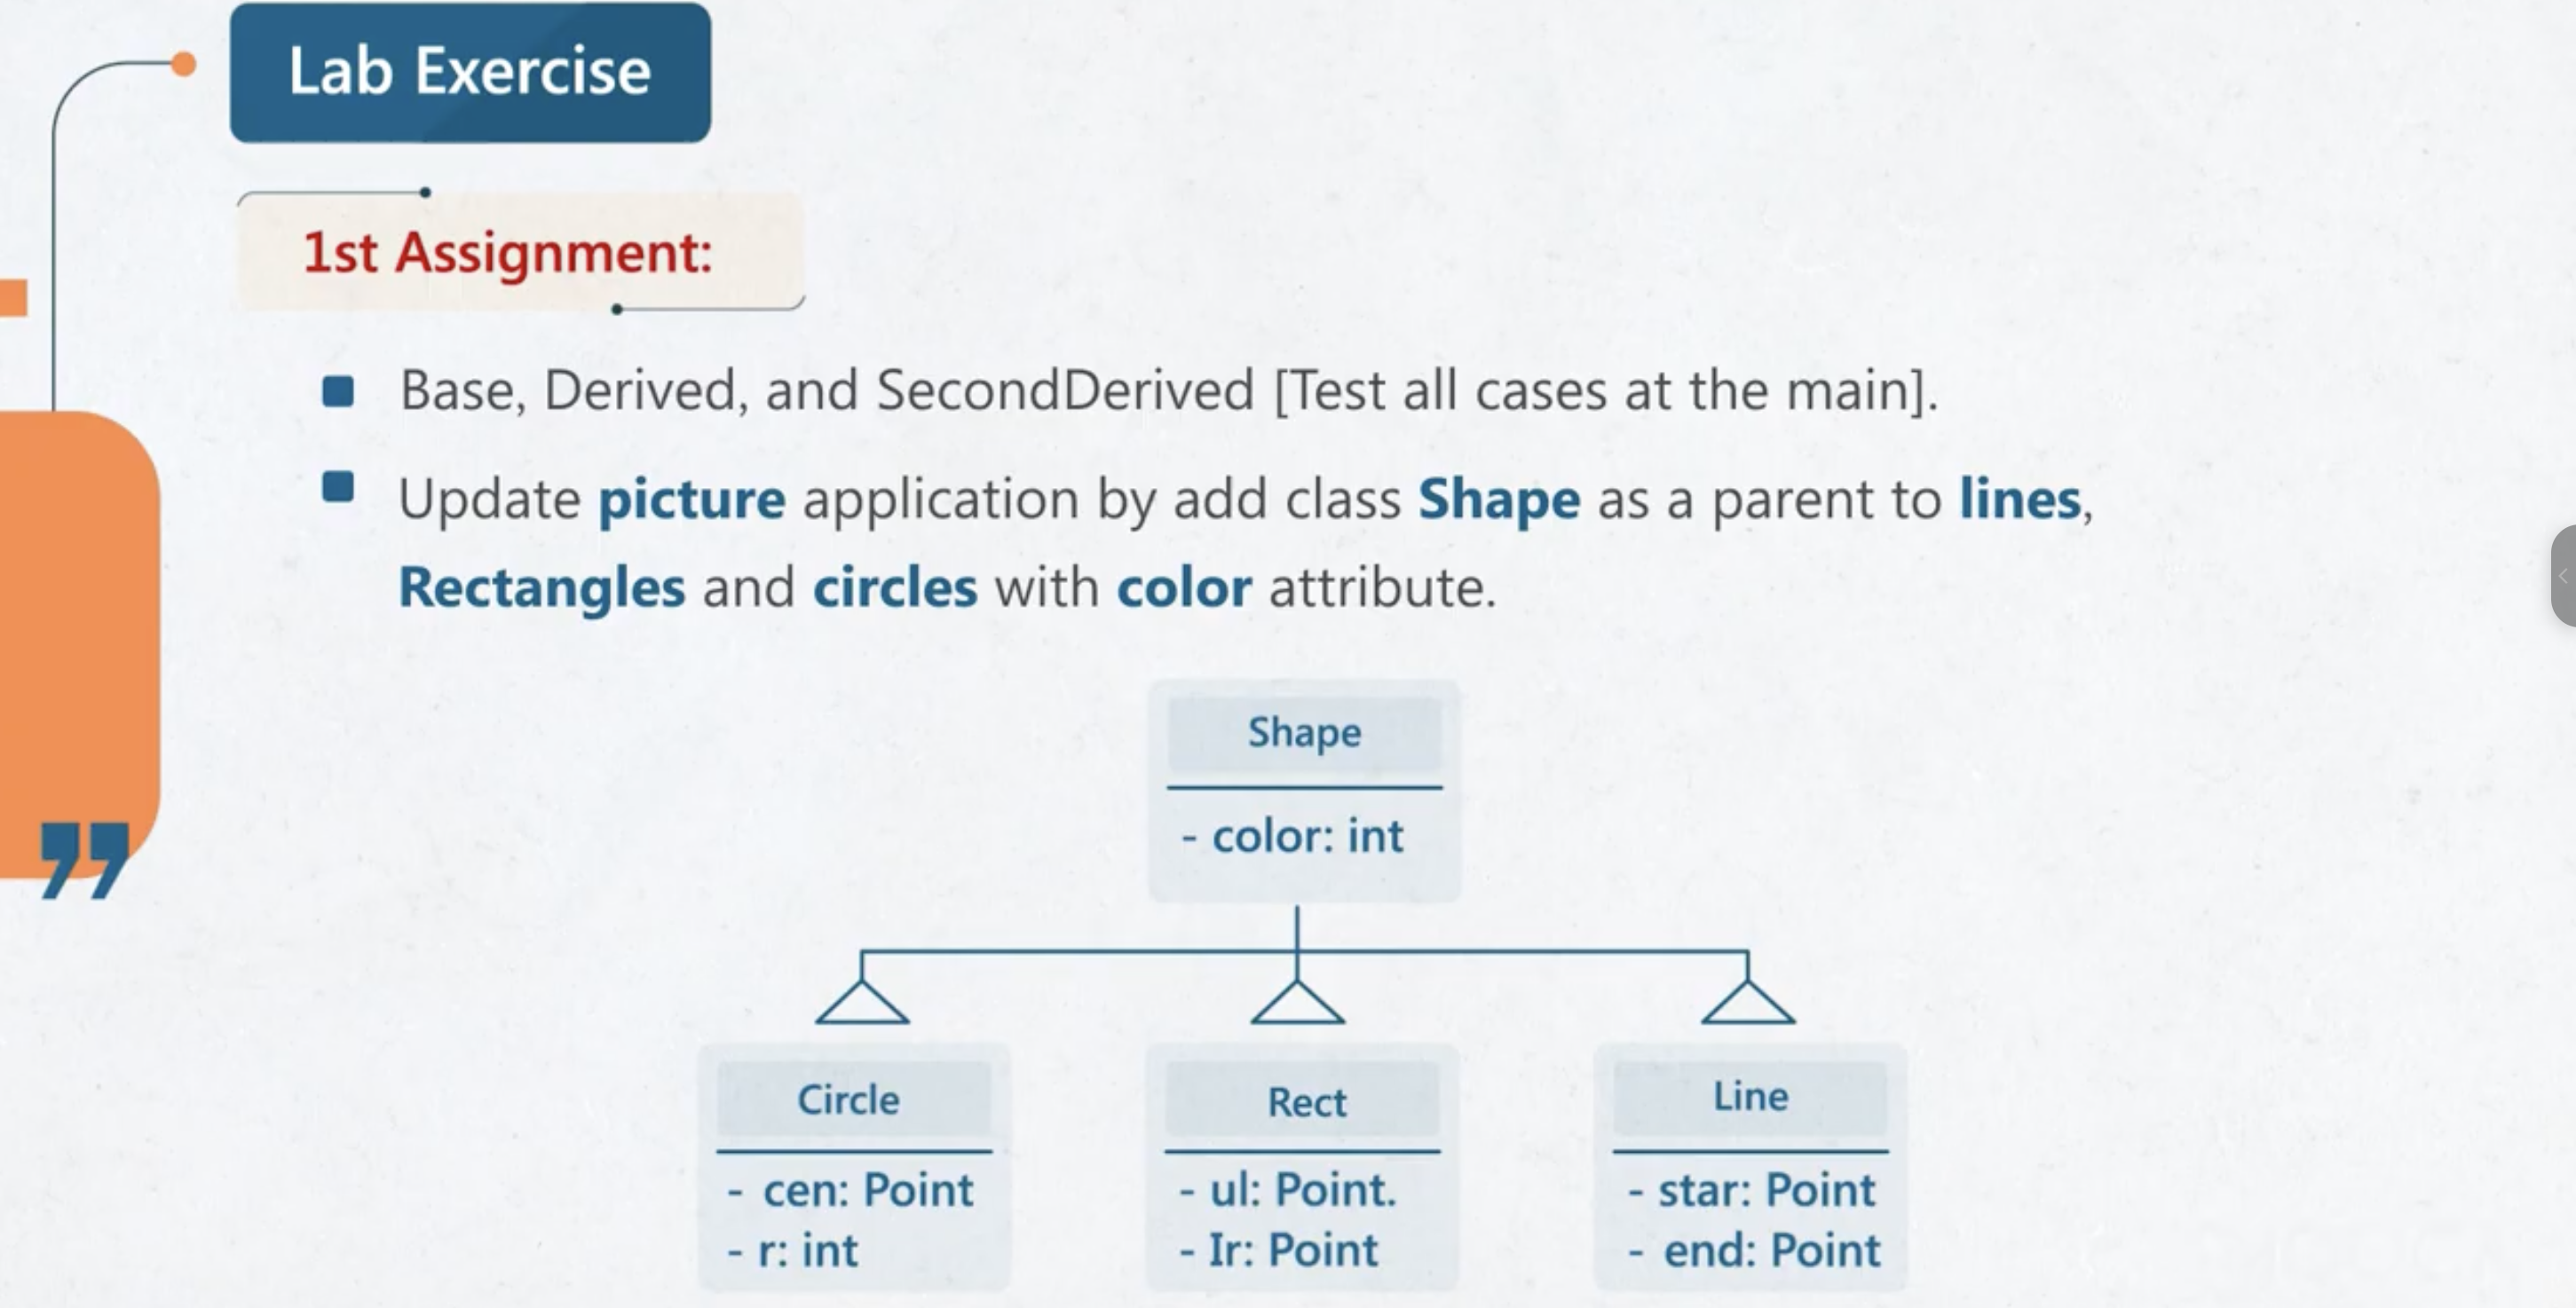 Lab Exercise
1st Assignment:
Base, Derived, and SecondDerived [Test all cases at the main].
Update picture application by add class Shape as a parent to lines,
Rectangles and circles with color attribute.
Shape
- color: int
Circle
- cen: Point
- r: int
Rect
- ul: Point.
- Ir: Point
Line
- star: Point
- end: Point